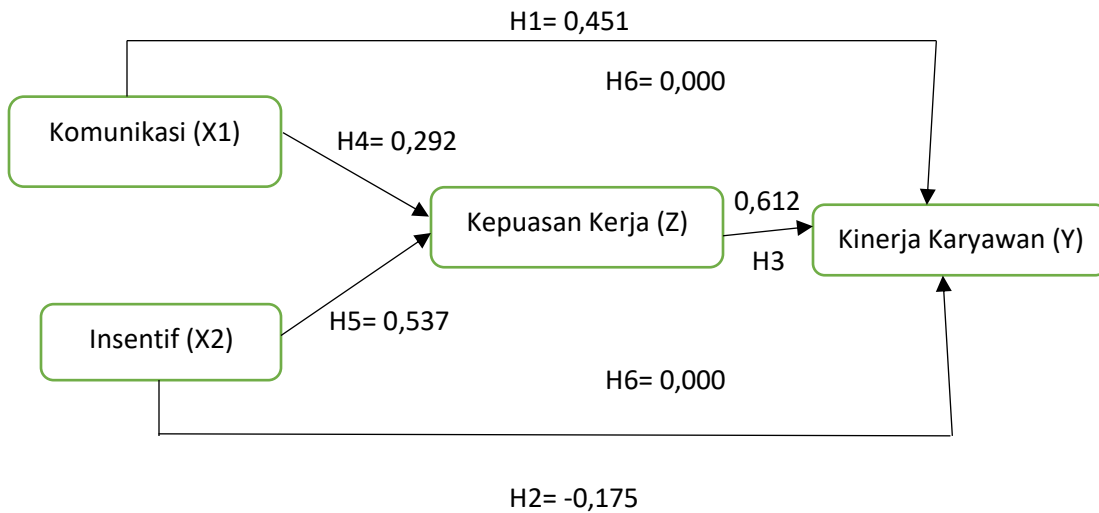 H1= 0,451
H6= 0,000
Komunikasi (X1)
H4= 0,292
Kepuasan Kerja (Z)
0,612
H3
Kinerja Karyawan (Y)
H5= 0,537
Insentif (X2)
H6= 0,000
H2= -0,175